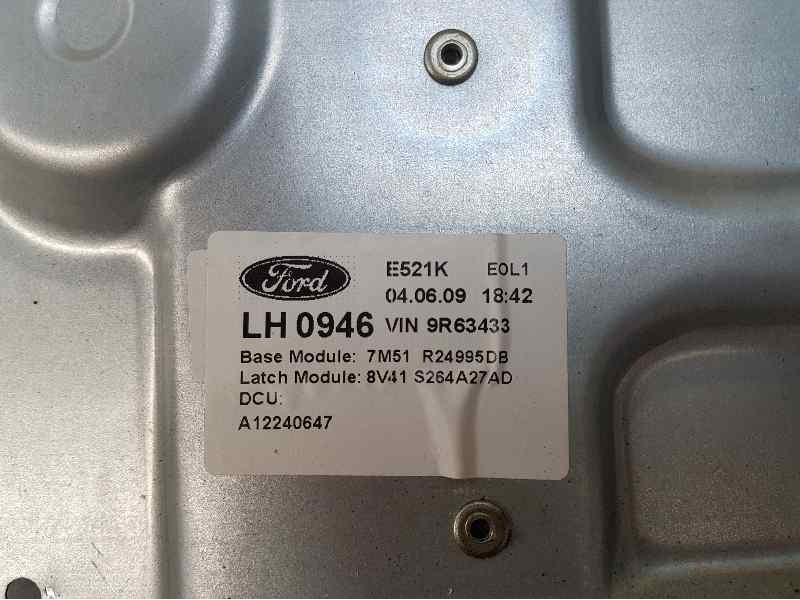 Ford E521K E0L1
04.06.09 18:42
LH 0946 VIN 9R63433
Base Module: 7M51 R24995DB
Latch Module: 8V41 S264A27AD
DCU:
A12240647